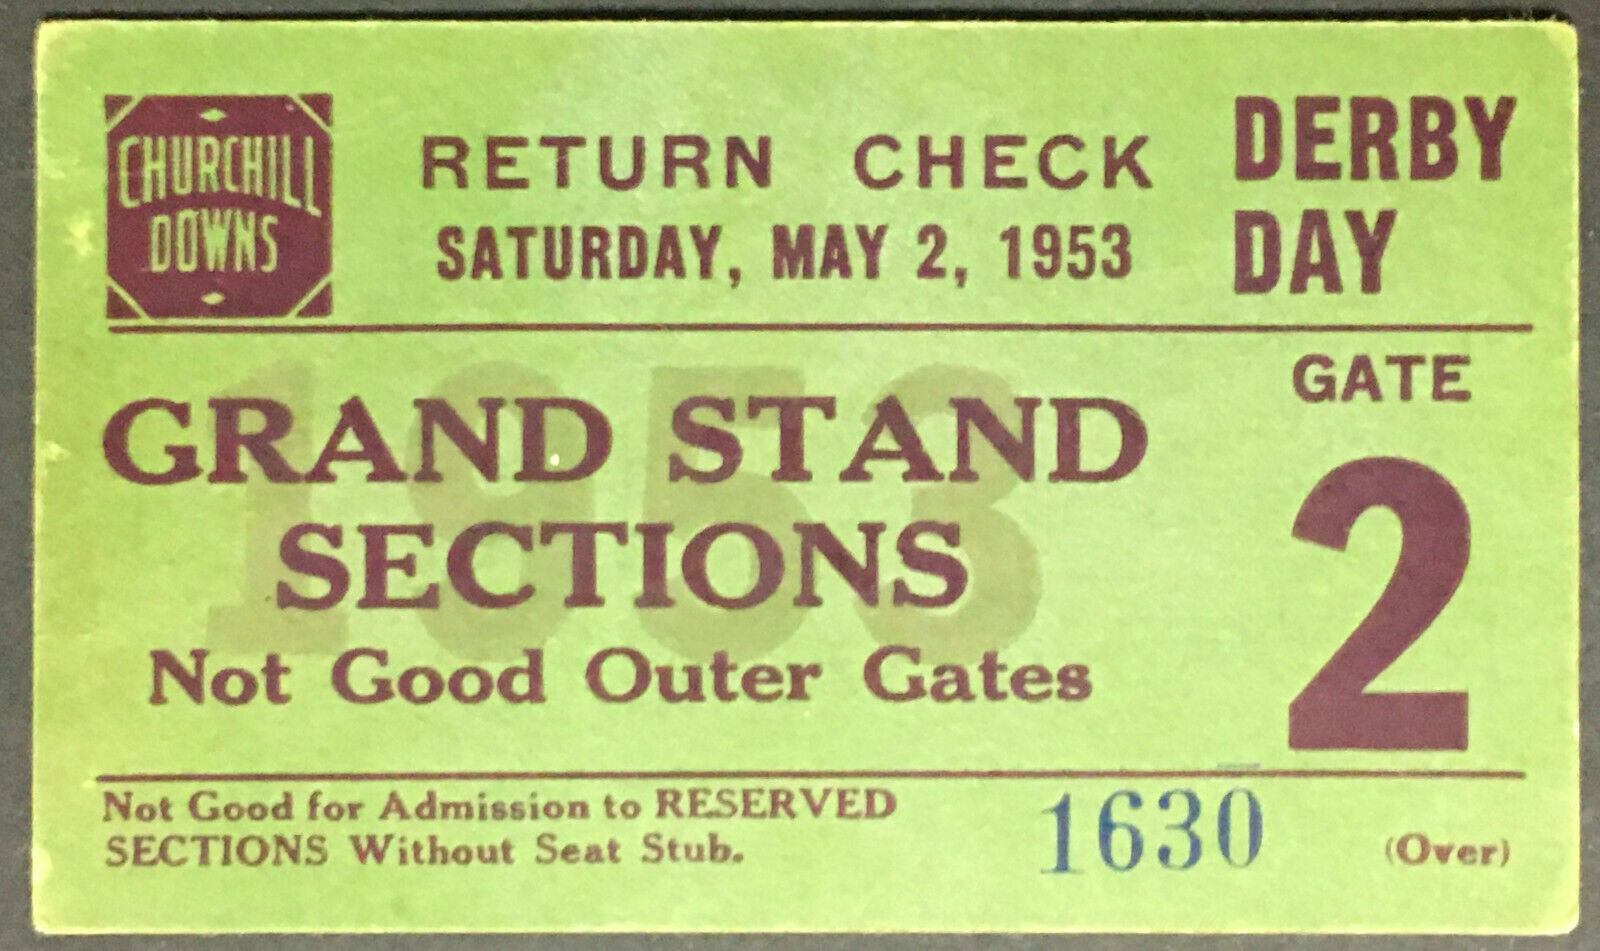 CHURCHILL
DOWNS
RETURN CHECK
SATURDAY, MAY 2, 1953
DERBY
DAY
1953
GRAND STAND
SECTIONS
Not Good Outer Gates
GATE
2
Not Good for Admission to RESERVED
SECTIONS Without Seat Stub.
1630
(Over)